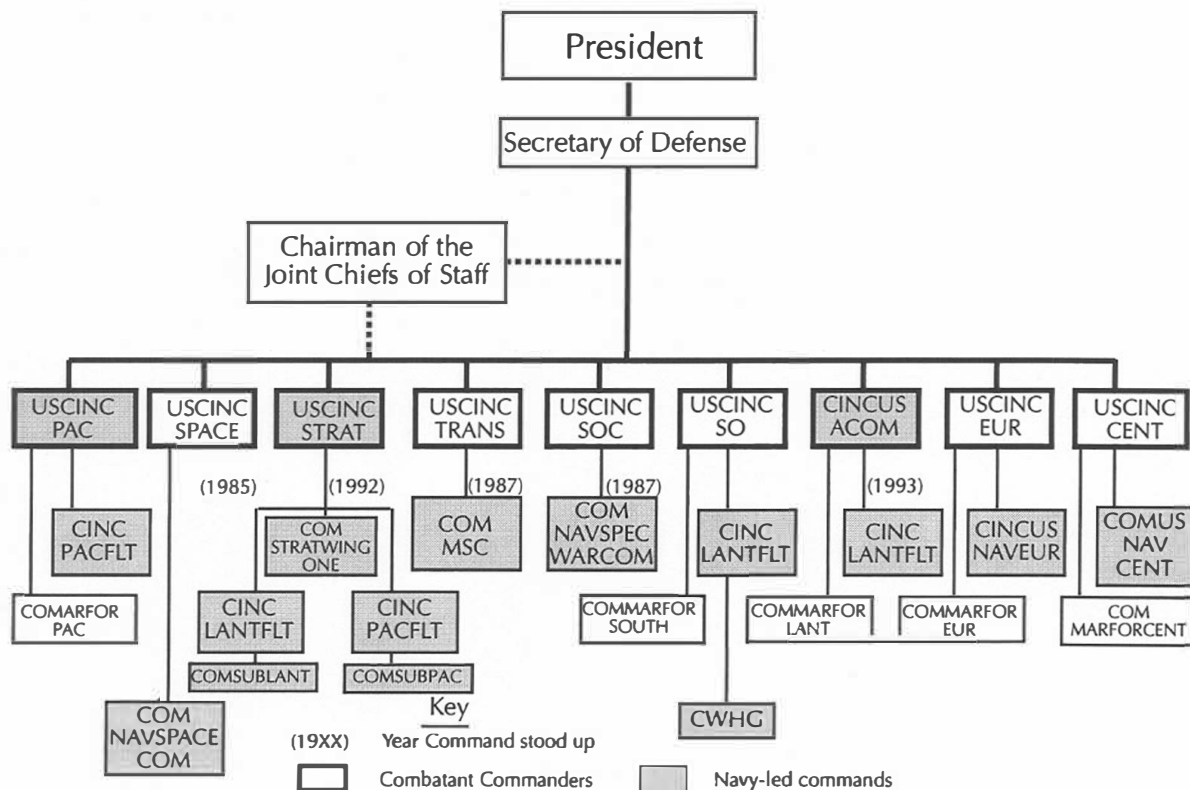 President
Secretary of Defense
Chairman of the
Joint Chiefs of Staff
USCINC
PAC
USCINC
SPACE
USCINC
STRAT
USCINC
TRANS
USCINC
SOC
USCINC
SO
CINCUS
ACOM
USCINC
EUR
USCINC
CENT
(1985)
(1992)
(1987)
(1987)
(1993)
CINC
PACFLT
COM
STRATWING
ONE
COM
MSC
COM
NAVSPEC
WARCOM
CINC
LANTFLT
CINC
LANTFLT
CINCUS
NAVEUR
COMUS
NAV
CENT
COMARFOR
PAC
CINC
LANTFLT
CINC
PACFLT
COMMARFOR
SOUTH
COMMARFOR
LANT
COMMARFOR
EUR
COM
MARFORCENT
COMSUBLANT
COMSUBPAC
COM
NAVSPACE
COM
CWHG
Key
(19XX) Year Command stood up
Combatant Commanders
Navy-led commands